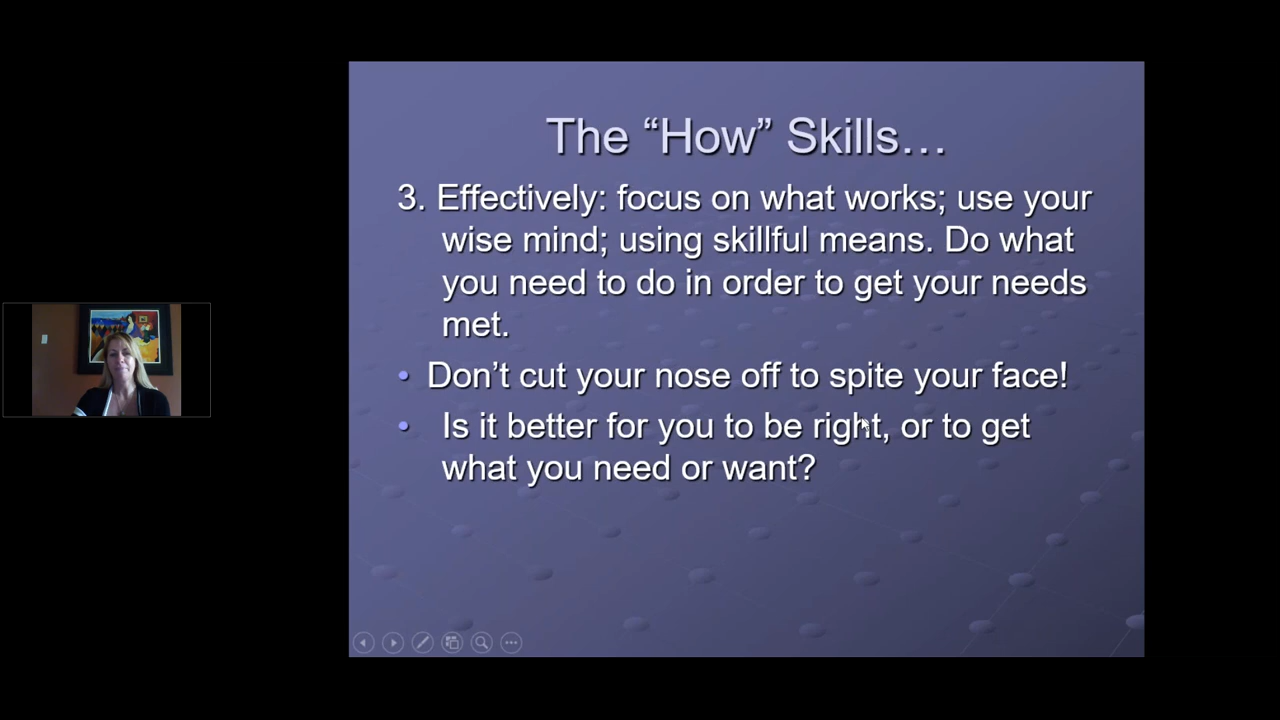 The “How” Skills…
3. Effectively: focus on what works; use your
wise mind; using skillful means. Do what
you need to do in order to get your needs
met.
• Don’t cut your nose off to spite your face!
• Is it better for you to be right, or to get
what you need or want?